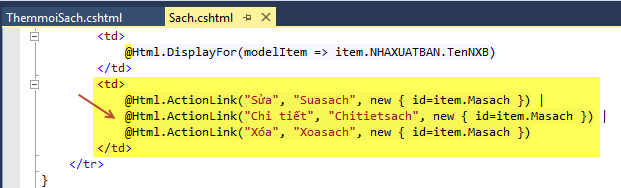 ThemmoiSach.cshtml Sach.cshtml
<td>
@Html.DisplayFor(modelItem => item.NHAXUATBAN.TenNXB)
</td>
<td>
@Html.ActionLink("Sửa", "Suasach", new { id=item.Masach }) |
@Html.ActionLink("Chi tiết", "Chitietsach", new { id=item.Masach }) |
@Html.ActionLink("Xóa", "Xoasach", new { id=item.Masach })
</td>
</tr>
}